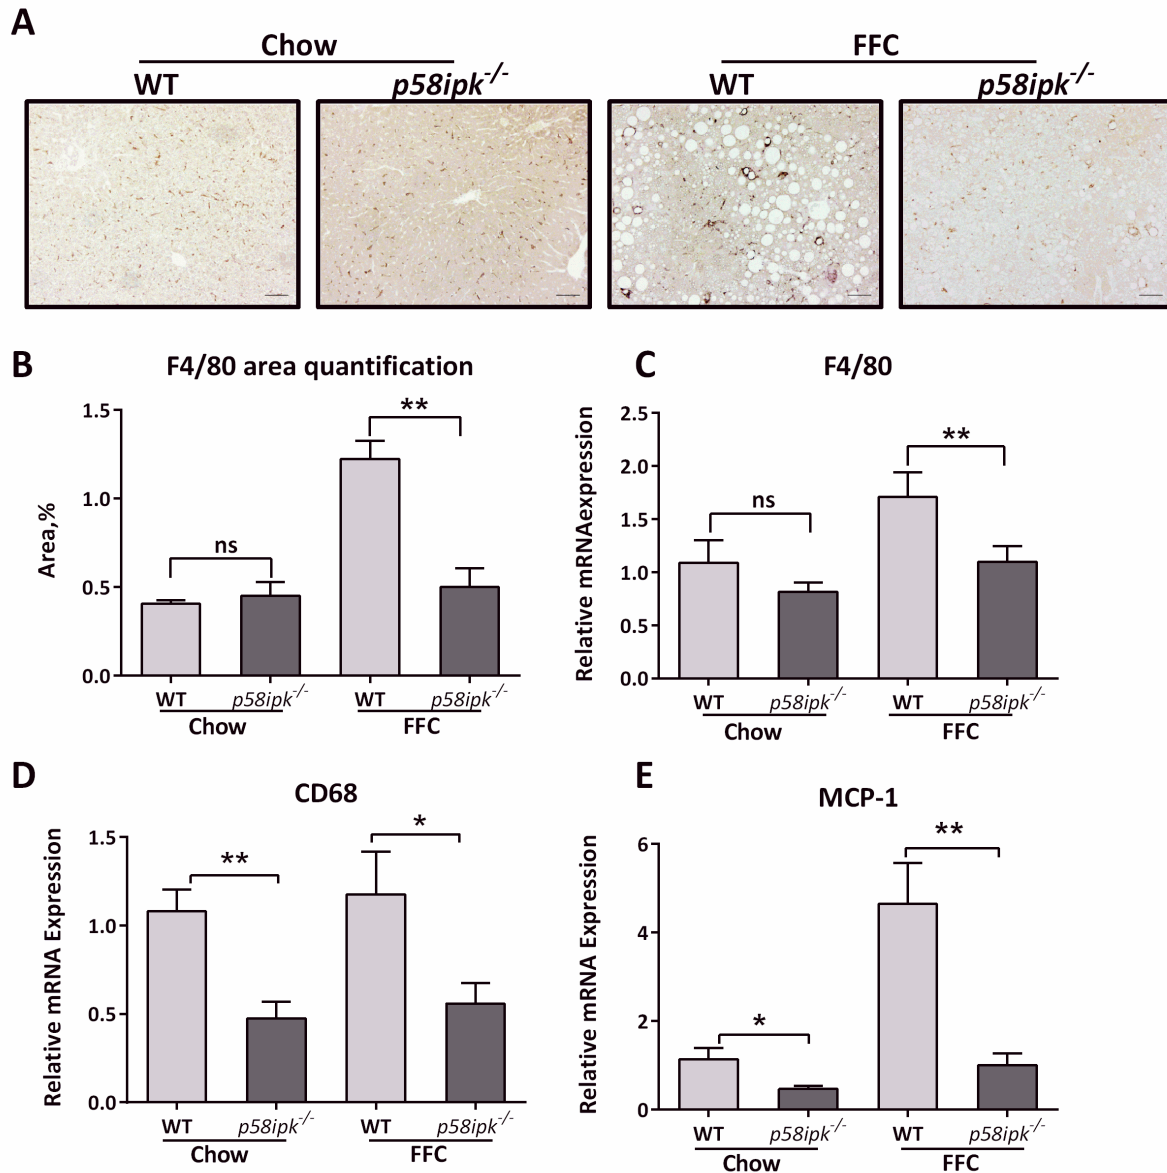 A
Chow
FFC
WT
p58ipk-/-
WT
p58ipk-/-
B
F4/80 area quantification
Area,%
1.5
1.0
0.5
0.0
ns
**
WT
p58ipk-/-
WT
p58ipk-/-
Chow
FFC
C
F4/80
Relative mRNAexpression
2.5
2.0
1.5
1.0
0.5
0.0
ns
**
WT
p58ipk-/-
WT
p58ipk-/-
Chow
FFC
D
CD68
Relative mRNA Expression
1.5
1.0
0.5
0.0
**
*
WT
p58ipk-/-
WT
p58ipk-/-
Chow
FFC
E
MCP-1
Relative mRNA Expression
6
4
2
0
*
**
WT
p58ipk-/-
WT
p58ipk-/-
Chow
FFC